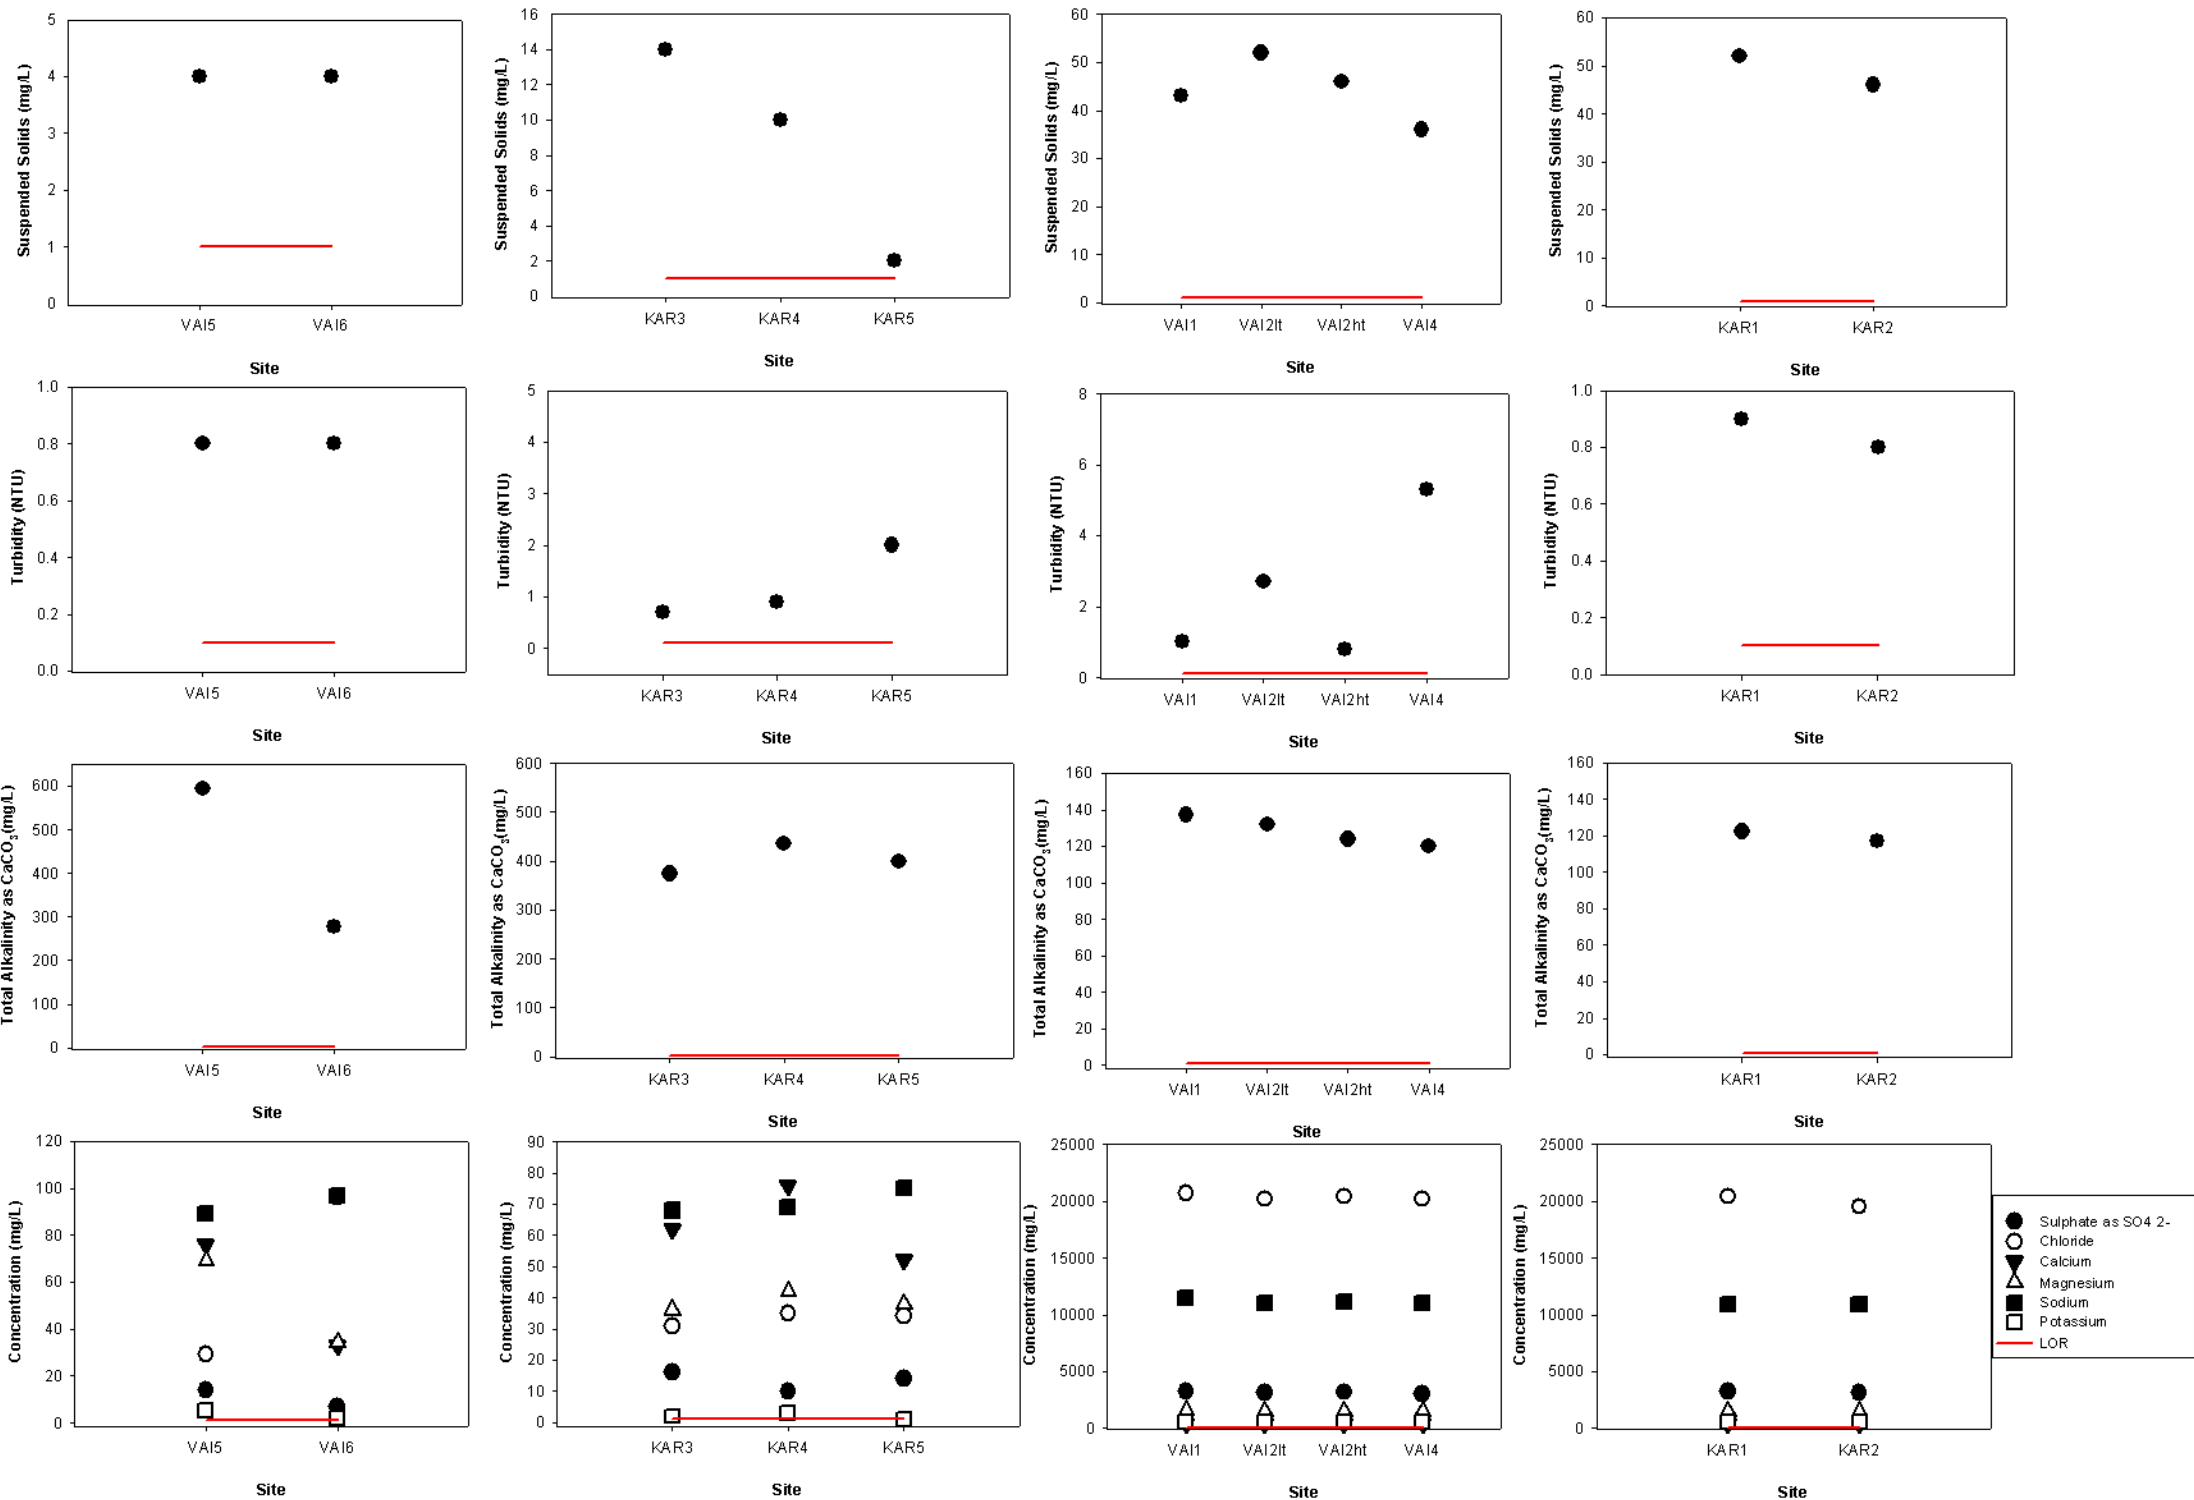 Suspended Solids (mg/L)
5
4
3
2
1
0
VAI5 VAI6
Site
Suspended Solids (mg/L)
16
14
12
10
8
6
4
2
0
KAR3 KAR4 KAR5
Site
Suspended Solids (mg/L)
60
50
40
30
20
10
0
VAI1 VAI2lt VAI2ht VAI4
Site
Suspended Solids (mg/L)
60
50
40
30
20
10
0
KAR1 KAR2
Site
Turbidity (NTU)
1.0
0.8
0.6
0.4
0.2
0.0
VAI5 VAI6
Site
Turbidity (NTU)
5
4
3
2
1
0
KAR3 KAR4 KAR5
Site
Turbidity (NTU)
8
6
4
2
0
VAI1 VAI2lt VAI2ht VAI4
Site
Turbidity (NTU)
1.0
0.8
0.6
0.4
0.2
0.0
KAR1 KAR2
Site
Total Alkalinity as CaCO3(mg/L)
600
500
400
300
200
100
0
VAI5 VAI6
Site
Total Alkalinity as CaCO3(mg/L)
600
500
400
300
200
100
0
KAR3 KAR4 KAR5
Site
Total Alkalinity as CaCO3(mg/L)
160
140
120
100
80
60
40
20
0
VAI1 VAI2lt VAI2ht VAI4
Site
Total Alkalinity as CaCO3(mg/L)
160
140
120
100
80
60
40
20
0
KAR1 KAR2
Site
Concentration (mg/L)
120
100
80
60
40
20
0
VAI5 VAI6
Site
Concentration (mg/L)
90
80
70
60
50
40
30
20
10
0
KAR3 KAR4 KAR5
Site
Concentration (mg/L)
25000
20000
15000
10000
5000
0
VAI1 VAI2lt VAI2ht VAI4
Site
Concentration (mg/L)
25000
20000
15000
10000
5000
0
KAR1 KAR2
Site
Sulphate as SO4 2-
Chloride
Calcium
Magnesium
Sodium
Potassium
LOR